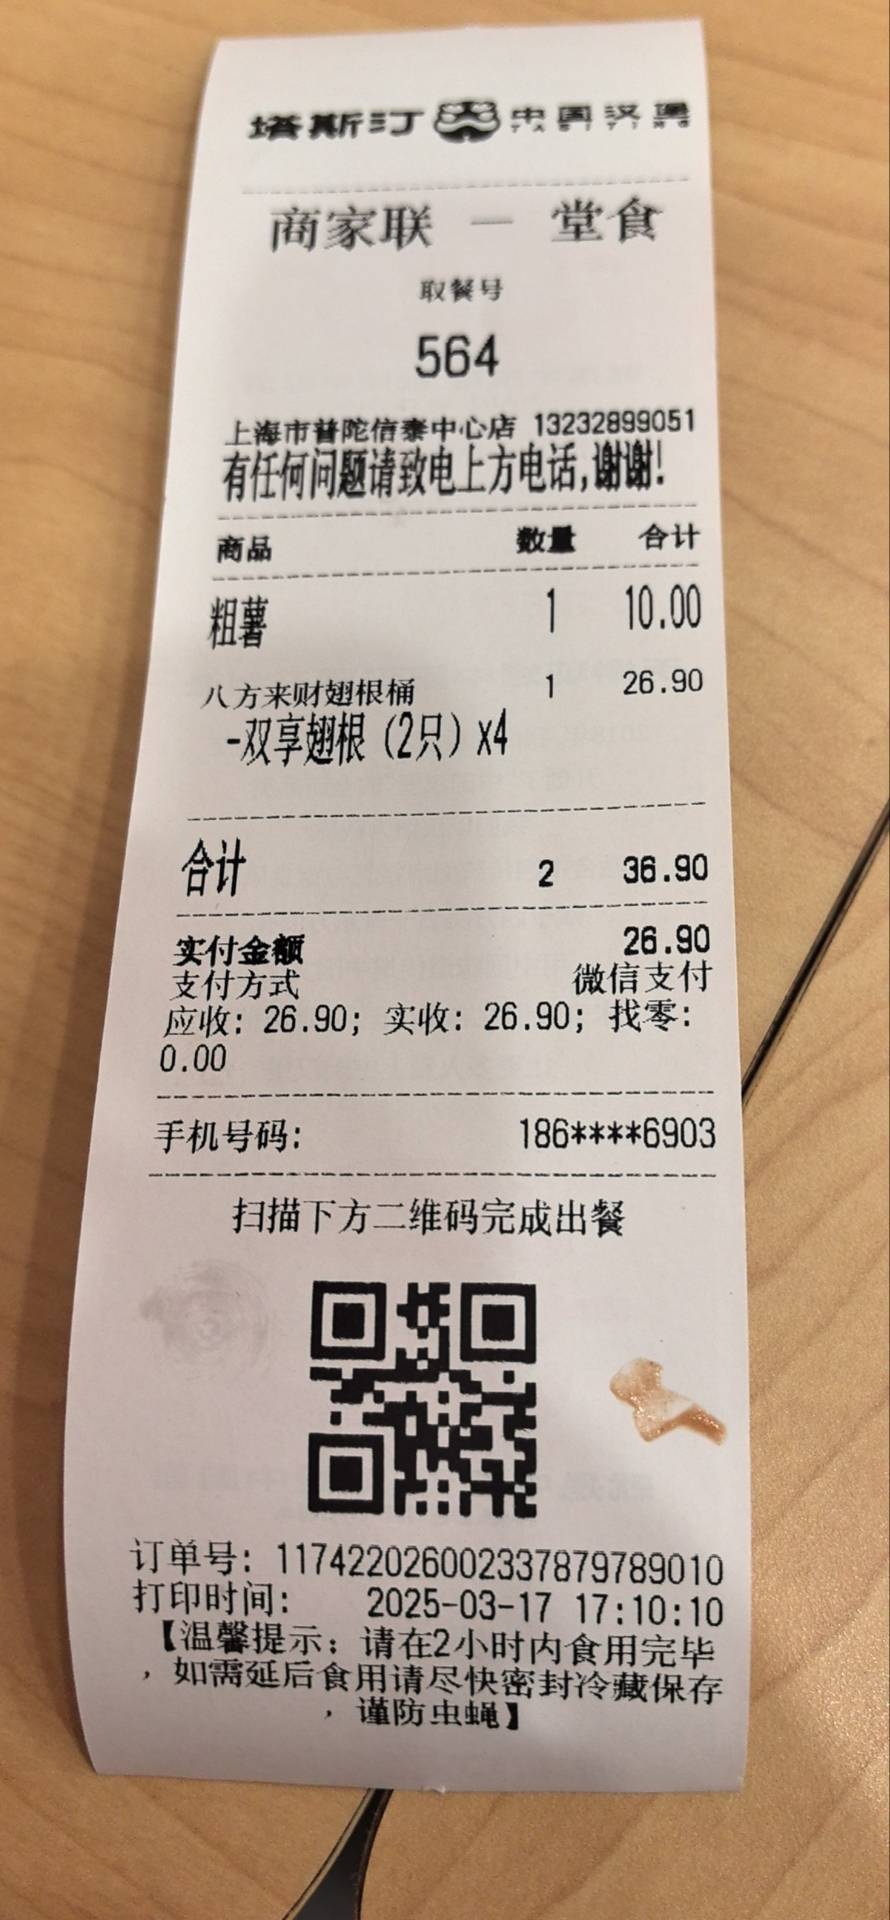 塔斯汀 中国汉堡
TASITING
商家联 — 堂食
取餐号
564
上海市普陀信泰中心店 13232899051
有任何问题请致电上方电话,谢谢!
商品 数量 合计
粗薯 1 10.00
八方来财翅根桶 1 26.90
-双享翅根（2只）x4
合计 2 36.90
实付金额 26.90
支付方式 微信支付
应收: 26.90; 实收: 26.90; 找零:
0.00
手机号码: 186****6903
扫描下方二维码完成出餐
订单号: 117422026002337879789010
打印时间: 2025-03-17 17:10:10
【温馨提示：请在2小时内食用完毕
，如需延后食用请尽快密封冷藏保存
，谨防虫蝇】